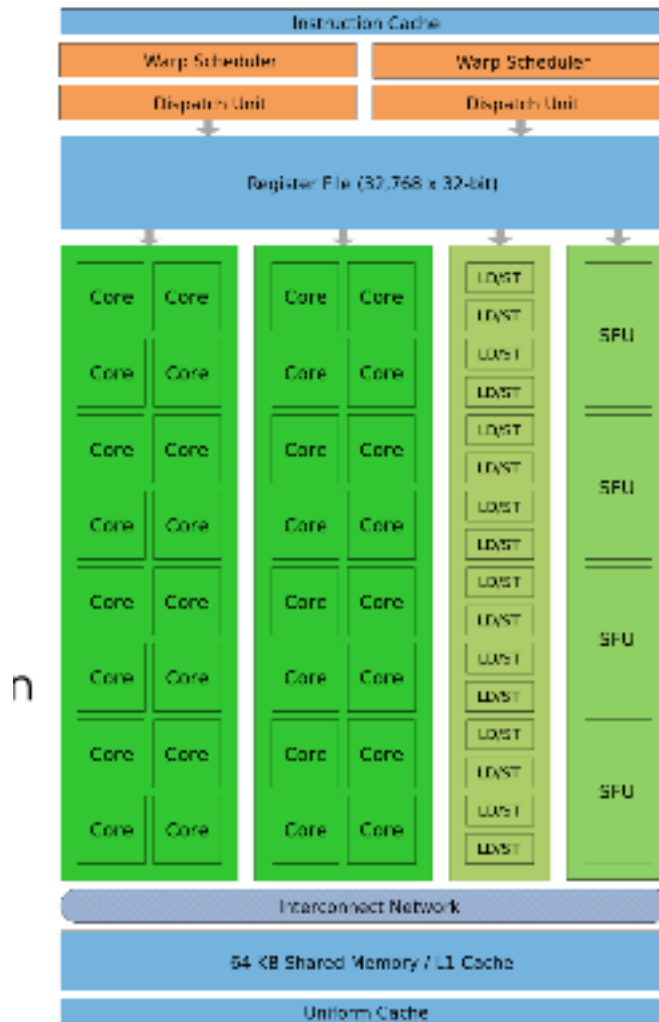 Instruction Cache
Warp Scheduler Warp Scheduler
Dispatch Unit Dispatch Unit
Register File (32,768 x 32-bit)
Core Core Core Core LD/ST
LD/ST
SFU
Core Core Core Core LD/ST
LD/ST
Core Core Core Core LD/ST
LD/ST
SFU
Core Core Core Core LD/ST
LD/ST
Core Core Core Core LD/ST
LD/ST
SFU
Core Core Core Core LD/ST
LD/ST
n
Core Core Core Core LD/ST
LD/ST
SFU
Core Core Core Core LD/ST
LD/ST
Interconnect Network
64 KB Shared Memory / L1 Cache
Uniform Cache